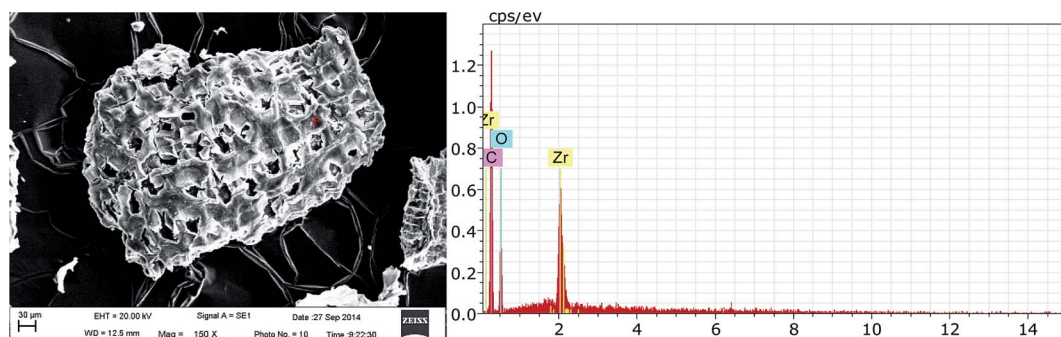 30 µm
EHT = 20.00 kV
Signal A = SE1
Date :27 Sep 2014
WD = 12.5 mm
Mag = 150 X
Photo No. = 10
Time :9:22:30
ZEISS
cps/ev
1.2
1.0
0.8
0.6
0.4
0.2
0.0
Zr
O
C
Zr
2 4 6 8 10 12 14